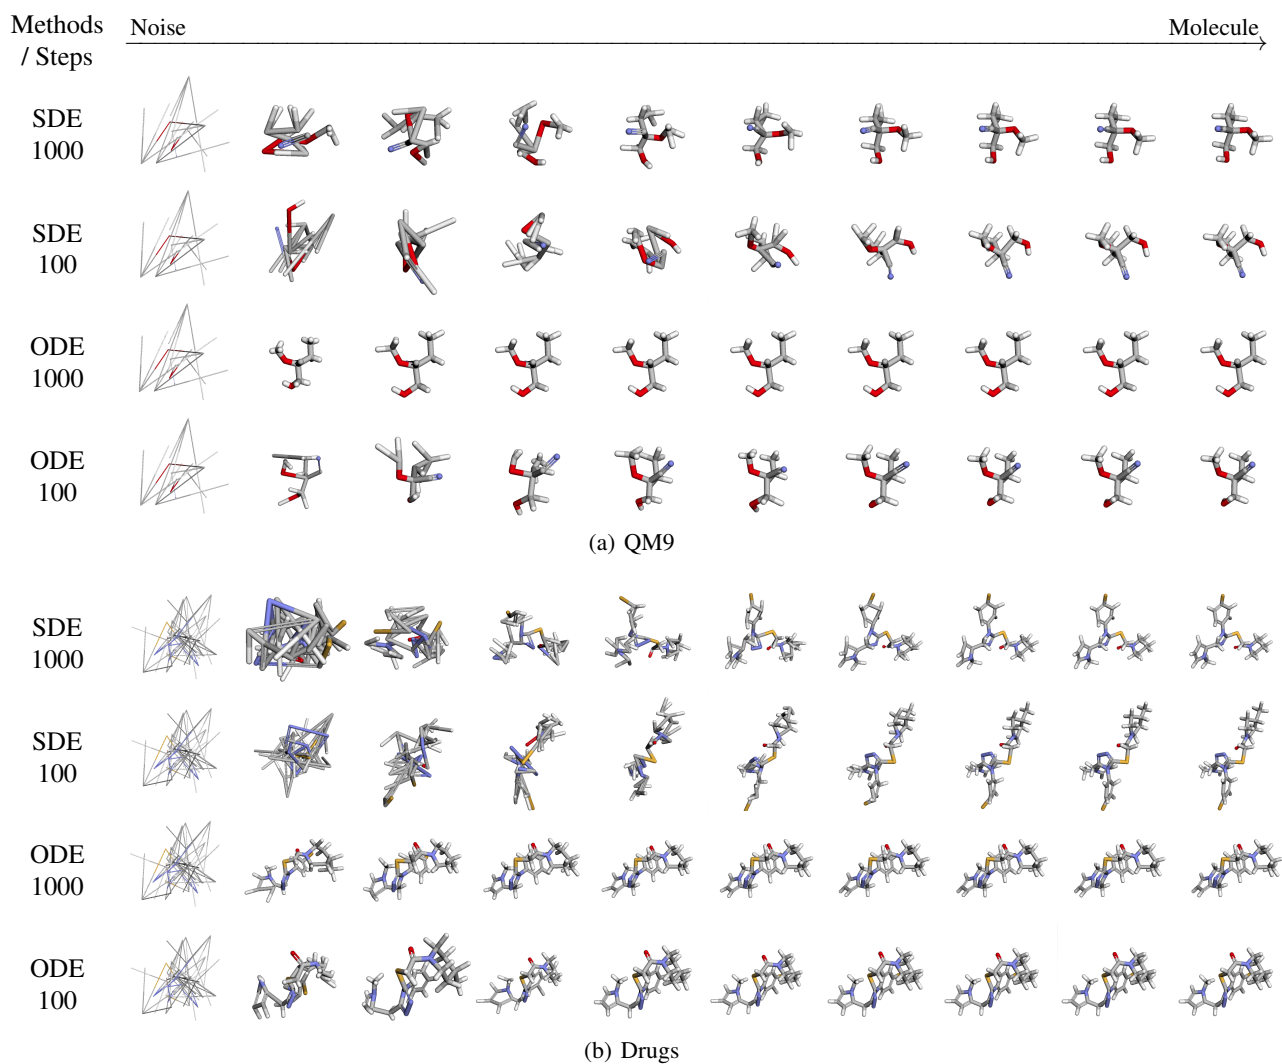 Methods
/ Steps
Noise
Molecule
SDE
1000
SDE
100
ODE
1000
ODE
100
(a) QM9
SDE
1000
SDE
100
ODE
1000
ODE
100
(b) Drugs